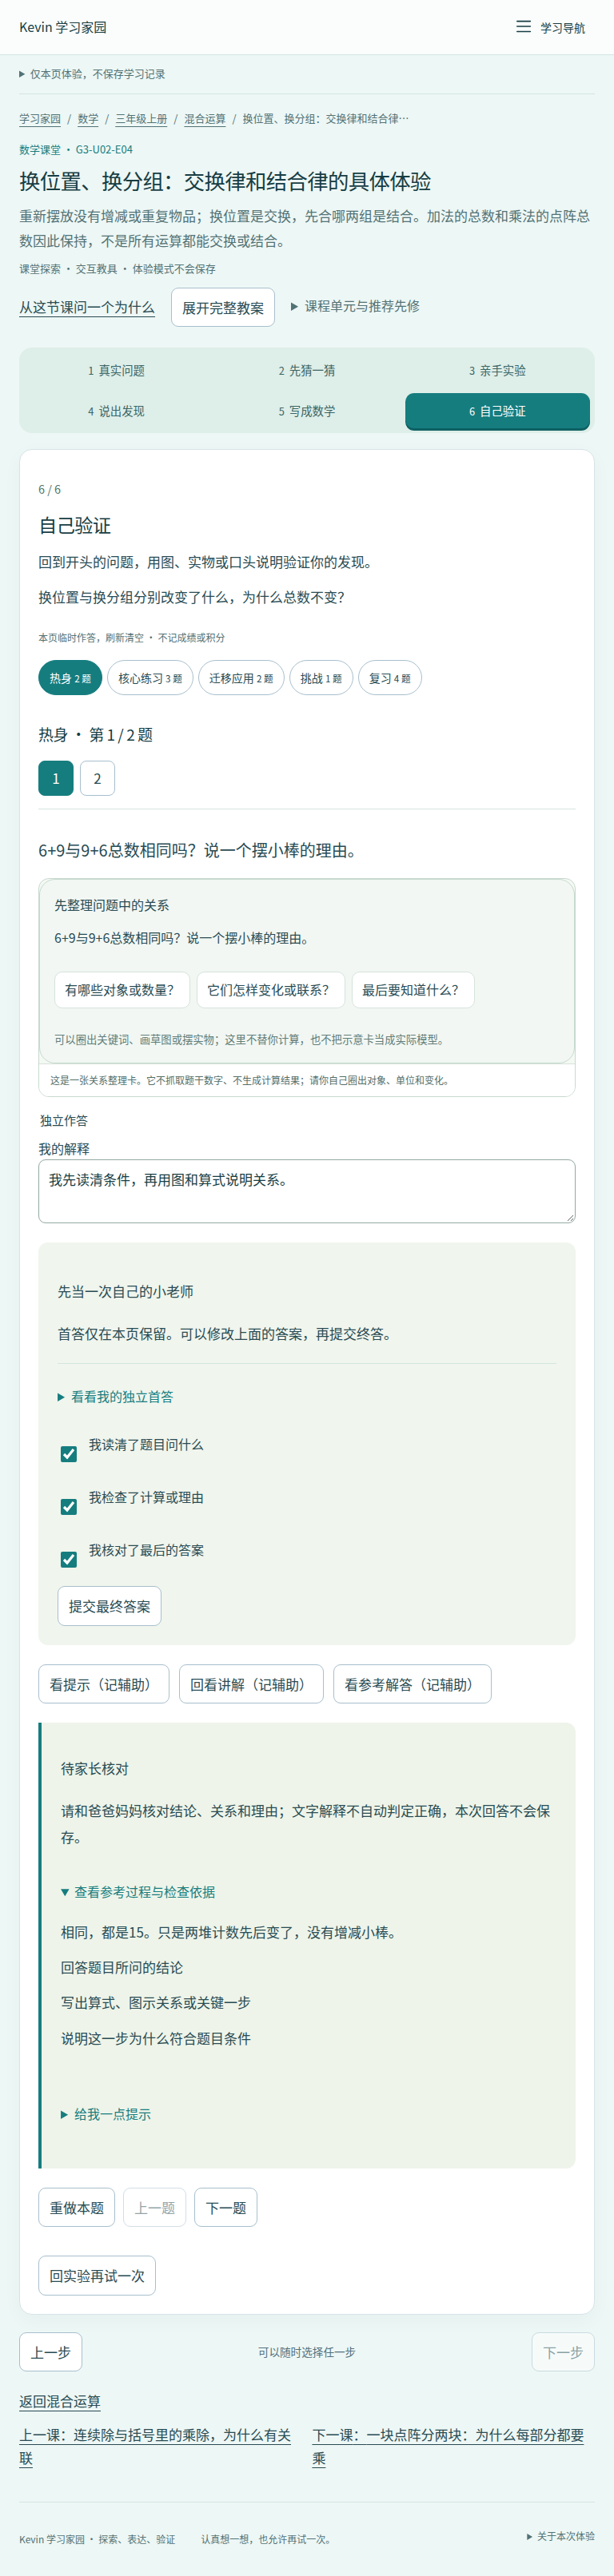 Kevin 学习家园
学习导航
仅本页体验，不保存学习记录
学习家园 / 数学 / 三年级上册 / 混合运算 / 换位置、换分组：交换律和结合律…
数学课堂 · G3-U02-E04
换位置、换分组：交换律和结合律的具体体验
重新摆放没有增减或重复物品；换位置是交换，先合哪两组是结合。加法的总数和乘法的点阵总
数因此保持，不是所有运算都能交换或结合。
课堂探索 · 交互教具 · 体验模式不会保存
从这节课问一个为什么
展开完整教案
课程单元与推荐先修
1 真实问题
2 先猜一猜
3 亲手实验
4 说出发现
5 写成数学
6 自己验证
6 / 6
自己验证
回到开头的问题，用图、实物或口头说明验证你的发现。
换位置与换分组分别改变了什么，为什么总数不变？
本页临时作答，刷新清空 · 不记成绩或积分
热身 2 题
核心练习 3 题
迁移应用 2 题
挑战 1 题
复习 4 题
热身 · 第 1 / 2 题
1
2
6+9与9+6总数相同吗？说一个摆小棒的理由。
先整理问题中的关系
6+9与9+6总数相同吗？说一个摆小棒的理由。
有哪些对象或数量？
它们怎样变化或联系？
最后要知道什么？
可以圈出关键词、画草图或摆实物；这里不替你计算，也不把示意卡当成实际模型。
这是一张关系整理卡。它不抓取题干数字、不生成计算结果；请你自己圈出对象、单位和变化。
独立作答
我的解释
我先读清条件，再用图和算式说明关系。
先当一次自己的小老师
首答仅在本页保留。可以修改上面的答案，再提交终答。
看看我的独立首答
我读清了题目问什么
我检查了计算或理由
我核对了最后的答案
提交最终答案
看提示（记辅助）
回看讲解（记辅助）
看参考解答（记辅助）
待家长核对
请和爸爸妈妈核对结论、关系和理由；文字解释不自动判定正确，本次回答不会保
存。
查看参考过程与检查依据
相同，都是15。只是两堆计数先后变了，没有增减小棒。
回答题目所问的结论
写出算式、图示关系或关键一步
说明这一步为什么符合题目条件
给我一点提示
重做本题
上一题
下一题
回实验再试一次
上一步
可以随时选择任一步
下一步
返回混合运算
上一课：连续除与括号里的乘除，为什么有关
联
下一课：一块点阵分两块：为什么每部分都要
乘
Kevin 学习家园 · 探索、表达、验证
认真想一想，也允许再试一次。
关于本次体验